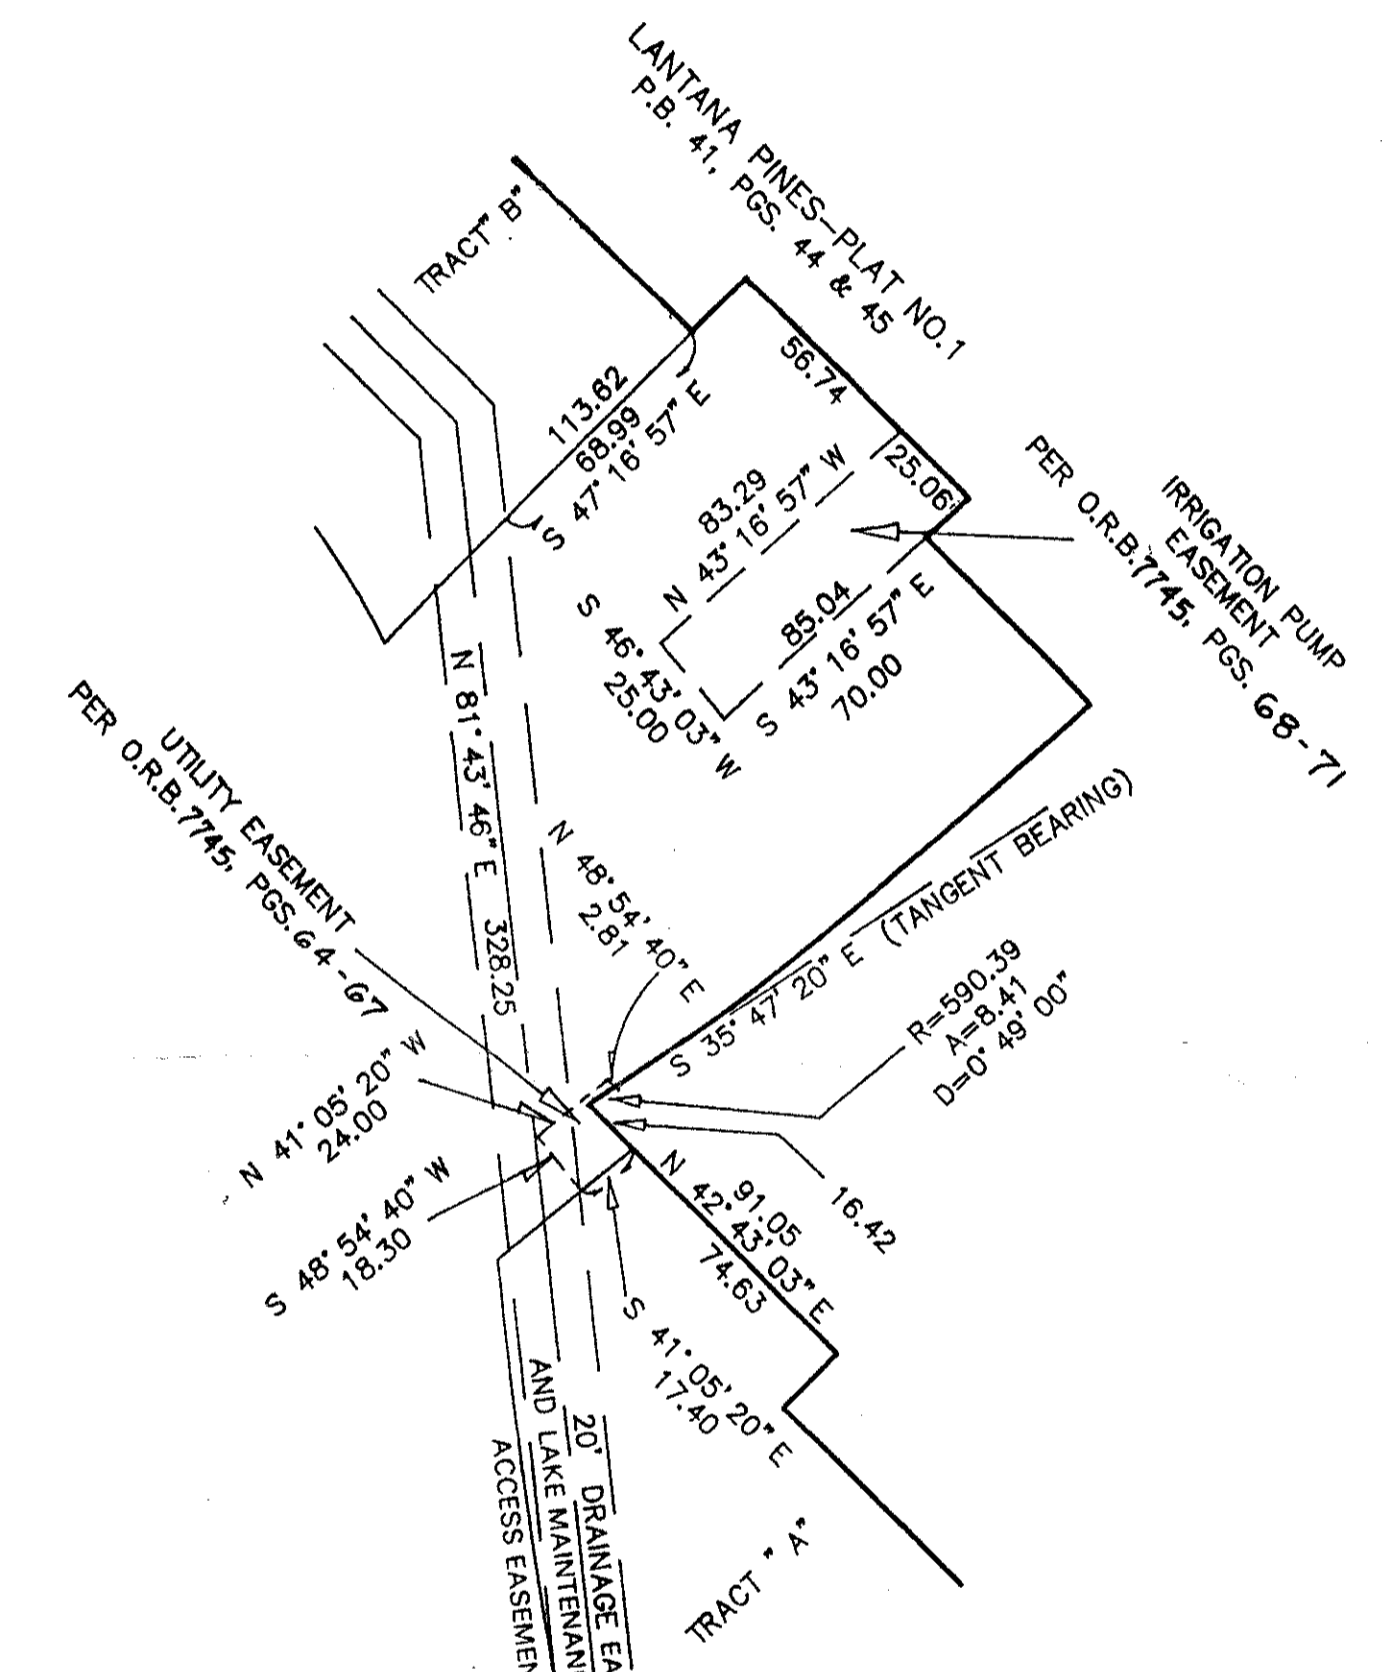 LANTANA PINES-PLAT NO.1
P.B. 41, PGS. 44 & 45
TRACT "B"
56.74
25.06
113.62
68.99
S 47° 16' 57" E
83.29
N 43° 16' 57" W
IRRIGATION PUMP
EASEMENT
PER O.R.B.7745, PGS. 68-71
S 46° 43' 03" W
25.00
85.04
S 43° 16' 57" E
70.00
UTILITY EASEMENT
PER O.R.B.7745, PGS.64-67
N 81° 43' 46" E 328.25
N 48° 54' 40" E
2.81
S 35° 47' 20" E (TANGENT BEARING)
R=590.39
A=8.41
D=0° 49' 00"
N 41° 05' 20" W
24.00
S 48° 54' 40" W
18.30
16.42
91.05
N 42° 43' 03" E
74.63
S 41° 05' 20" E
17.40
20' DRAINAGE EA
AND LAKE MAINTENAN
ACCESS EASEMEN
TRACT "A"